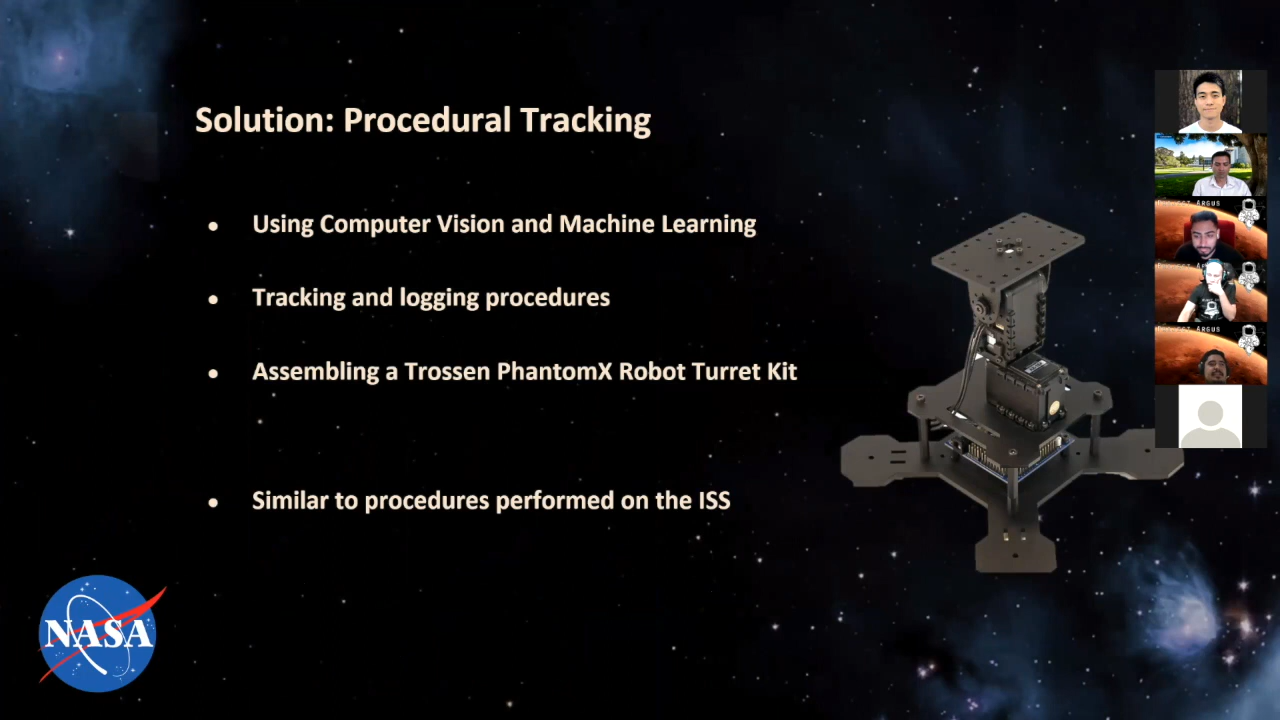 Solution: Procedural Tracking
● Using Computer Vision and Machine Learning
● Tracking and logging procedures
● Assembling a Trossen PhantomX Robot Turret Kit
● Similar to procedures performed on the ISS
NASA